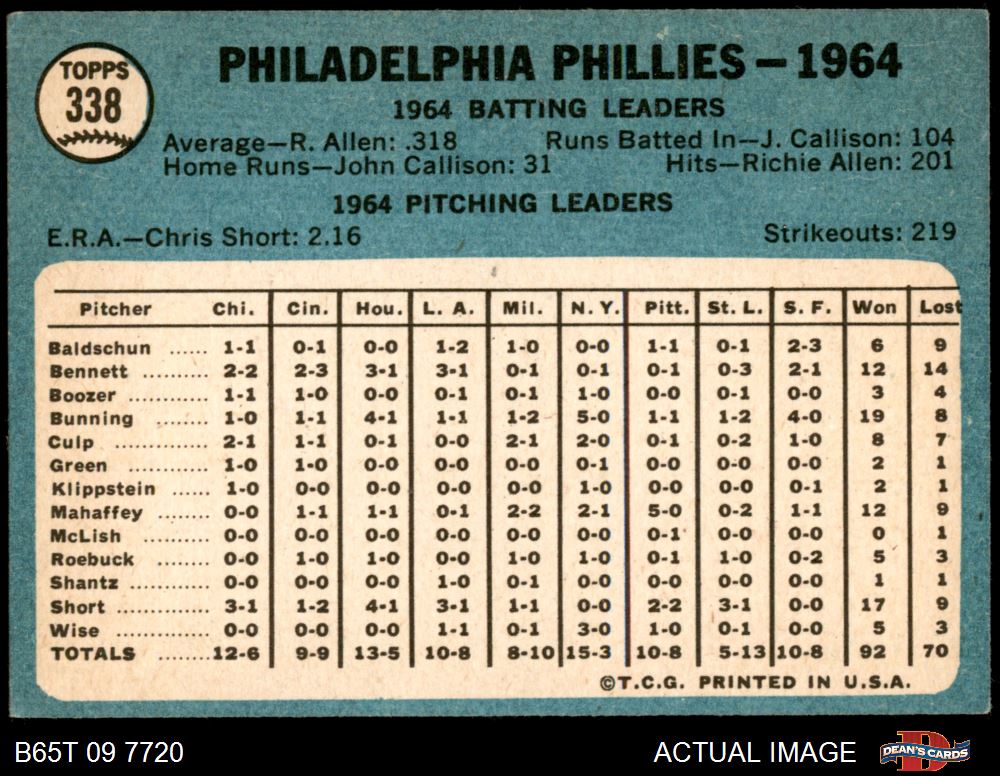 TOPPS
338
PHILADELPHIA PHILLIES—1964
1964 BATTING LEADERS
Average—R. Allen: .318 Runs Batted In—J. Callison: 104
Home Runs—John Callison: 31 Hits—Richie Allen: 201
1964 PITCHING LEADERS
E.R.A.—Chris Short: 2.16 Strikeouts: 219
Pitcher Chi. Cin. Hou. L. A. Mil. N. Y. Pitt. St. L. S. F. Won Lost
Baldschun ...... 1-1 0-1 0-0 1-2 1-0 0-0 1-1 0-1 2-3 6 9
Bennett .......... 2-2 2-3 3-1 3-1 0-1 0-1 0-1 0-3 2-1 12 14
Boozer ............ 1-1 1-0 0-0 0-1 0-1 1-0 0-0 0-1 0-0 3 4
Bunning ........ 1-0 1-1 4-1 1-1 1-2 5-0 1-1 1-2 4-0 19 8
Culp .............. 2-1 1-1 0-1 0-0 2-1 2-0 0-1 0-2 1-0 8 7
Green ............ 1-0 1-0 0-0 0-0 0-0 0-1 0-0 0-0 0-0 2 1
Klippstein ...... 1-0 0-0 0-0 0-0 0-0 1-0 0-0 0-0 0-1 2 1
Mahaffey ........ 0-0 1-1 1-1 0-1 2-2 2-1 5-0 0-2 1-1 12 9
McLish .......... 0-0 0-0 0-0 0-0 0-0 0-0 0-1 0-0 0-0 0 1
Roebuck ........ 0-0 1-0 1-0 0-0 1-0 1-0 0-1 1-0 0-2 5 3
Shantz .......... 0-0 0-0 0-0 1-0 0-1 0-0 0-0 0-0 0-0 1 1
Short ............ 3-1 1-2 4-1 3-1 1-1 0-0 2-2 3-1 0-0 17 9
Wise .............. 0-0 0-0 0-0 1-1 0-1 3-0 1-0 0-1 0-0 5 3
TOTALS ........ 12-6 9-9 13-5 10-8 8-10 15-3 10-8 5-13 10-8 92 70
©T.C.G. PRINTED IN U.S.A.
B65T 09 7720 ACTUAL IMAGE DEAN'S CARDS